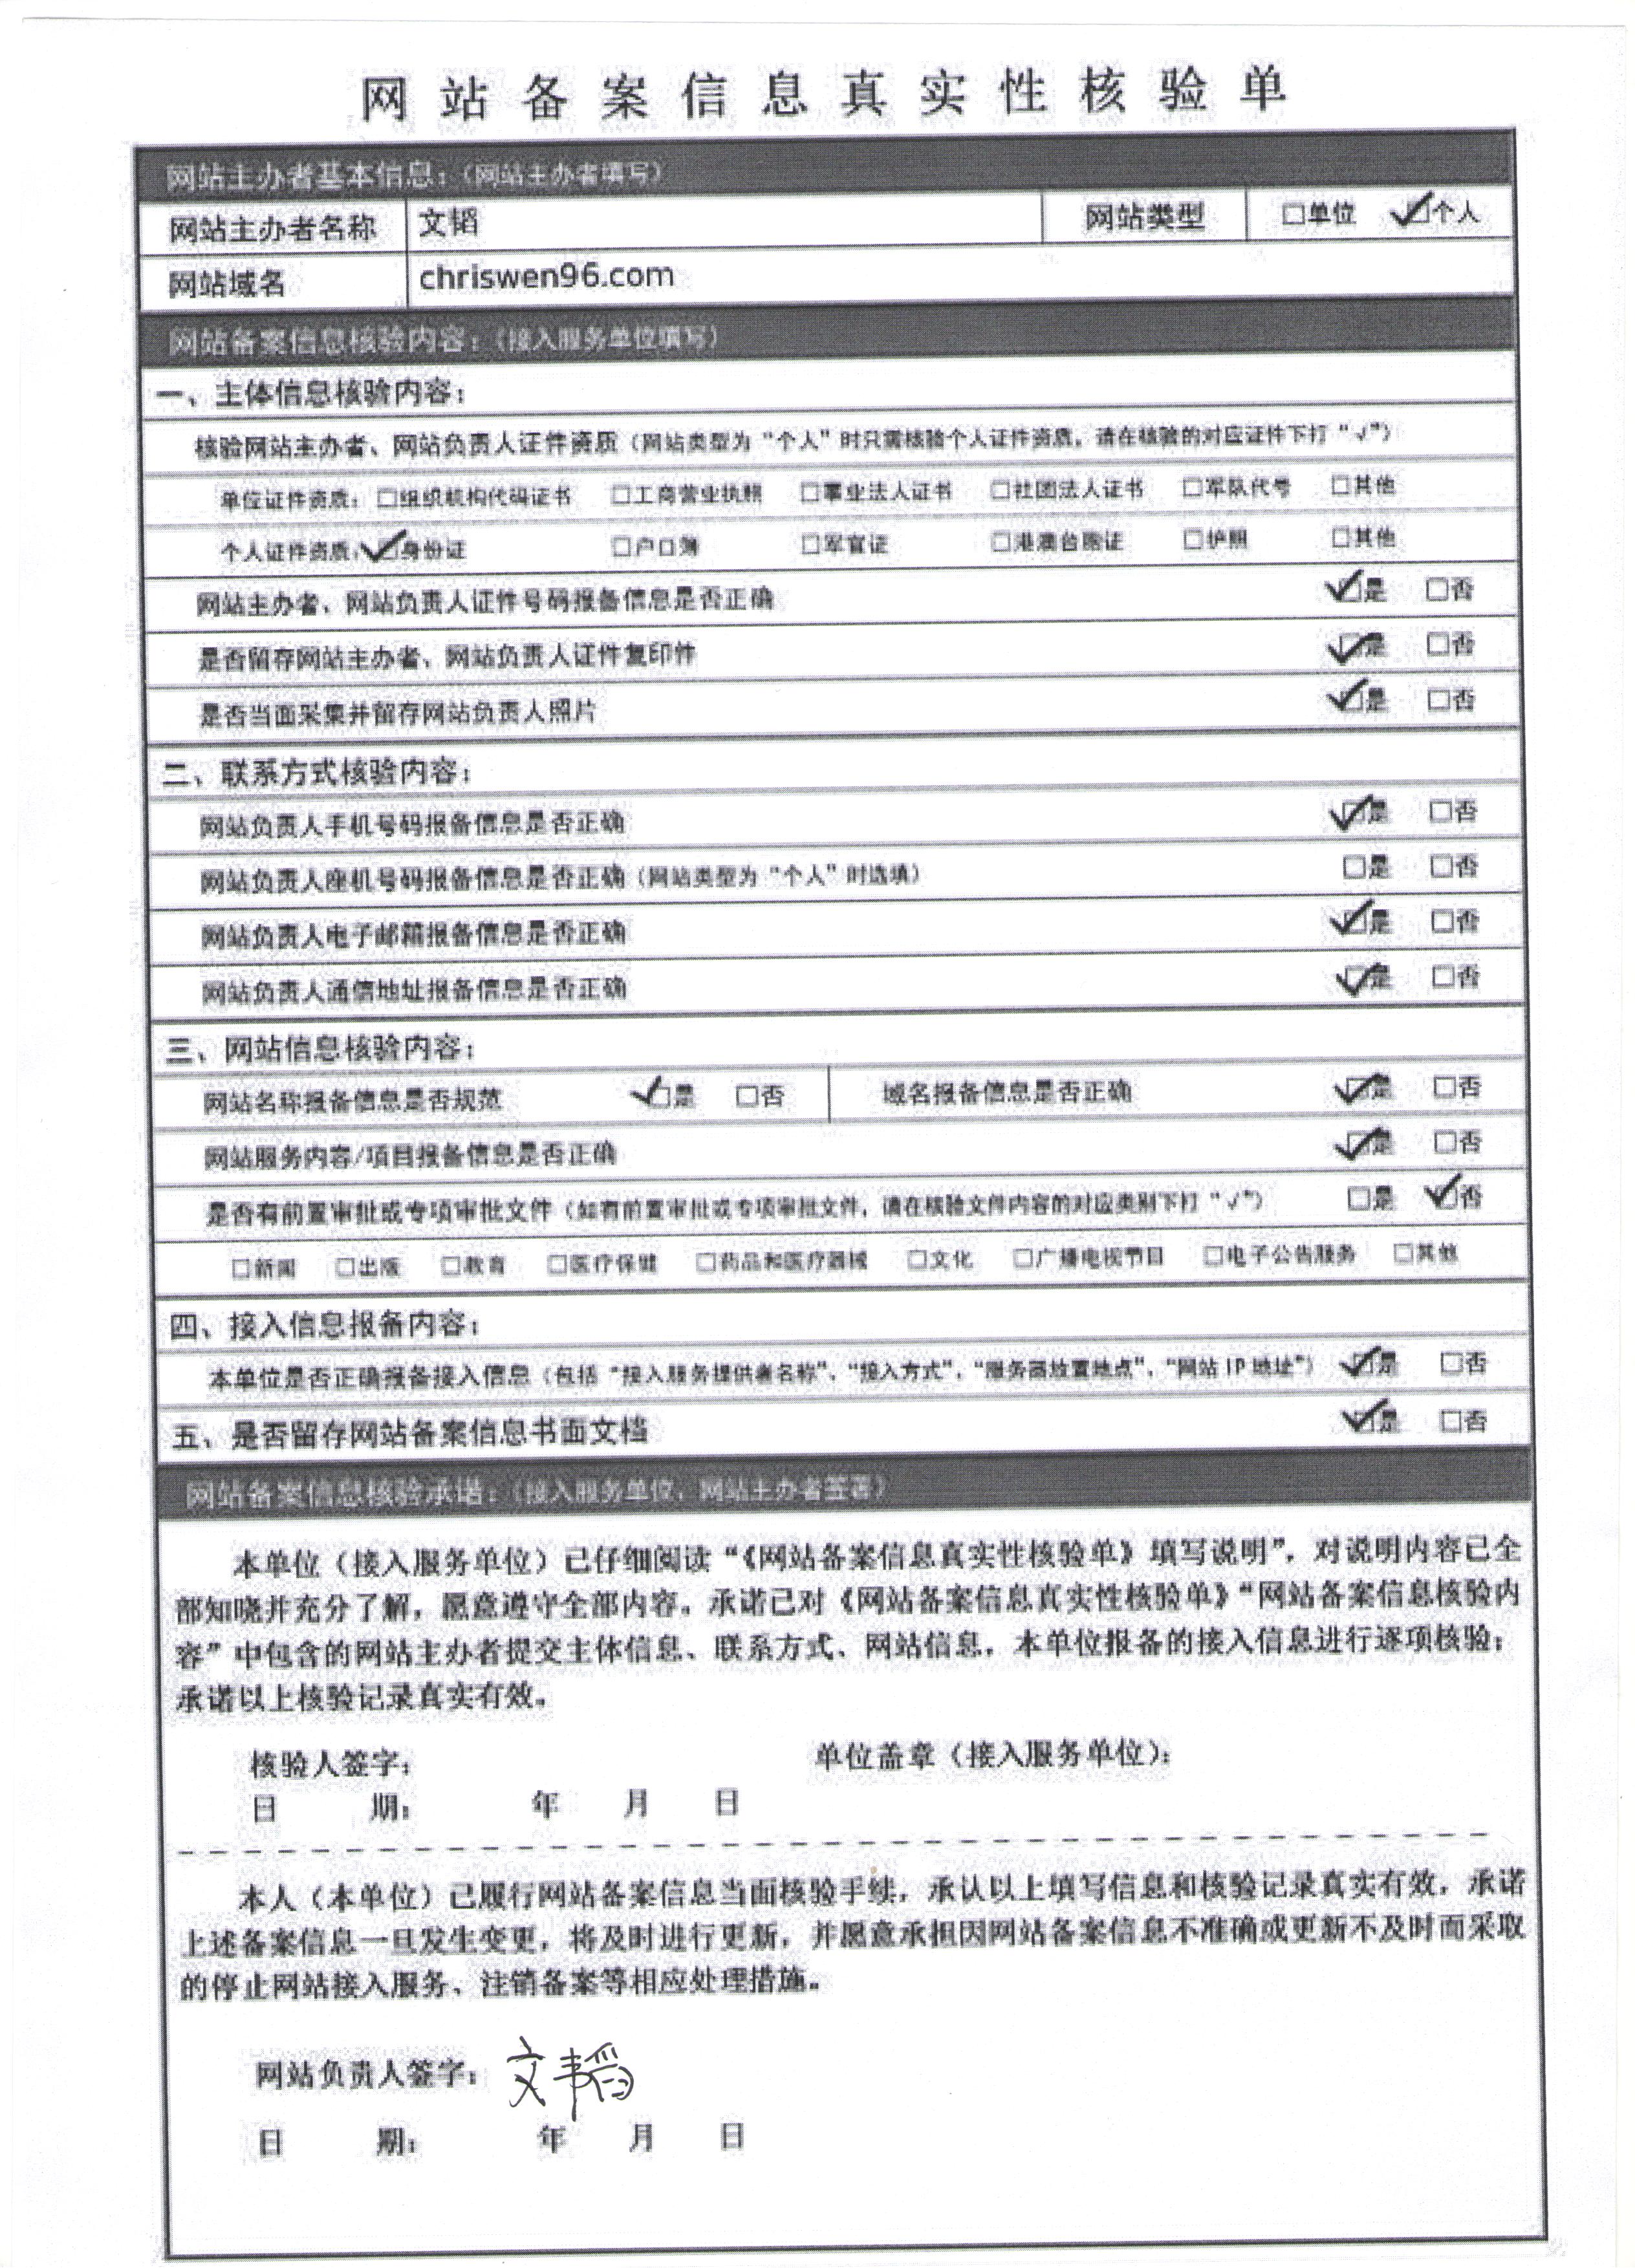 网站备案信息真实性核验单
网站主办者基本信息:(网站主办者填写)
网站主办者名称 文韬 网站类型 □单位 ☑个人
网站域名 chriswen96.com
网站备案信息核验内容:(接入服务单位填写)
一、主体信息核验内容:
核验网站主办者、网站负责人证件资质(网站类型为“个人”时只需核验个人证件资质,请在核验的对应证件下打“√”)
单位证件资质: □组织机构代码证书 □工商营业执照 □事业法人证书 □社团法人证书 □军队代号 □其他
个人证件资质: ☑身份证 □户口簿 □军官证 □港澳台胞证 □护照 □其他
网站主办者、网站负责人证件号码报备信息是否正确 ☑是 □否
是否留存网站主办者、网站负责人证件复印件 ☑是 □否
是否当面采集并留存网站负责人照片 ☑是 □否
二、联系方式核验内容:
网站负责人手机号码报备信息是否正确 ☑是 □否
网站负责人座机号码报备信息是否正确(网站类型为“个人”时选填) □是 □否
网站负责人电子邮箱报备信息是否正确 ☑是 □否
网站负责人通信地址报备信息是否正确 ☑是 □否
三、网站信息核验内容:
网站名称报备信息是否规范 ☑是 □否 域名报备信息是否正确 ☑是 □否
网站服务内容/项目报备信息是否正确 ☑是 □否
是否有前置审批或专项审批文件(如有前置审批或专项审批文件,请在核验文件内容的对应类别下打“√”) □是 ☑否
□新闻 □出版 □教育 □医疗保健 □药品和医疗器械 □文化 □广播电视节目 □电子公告服务 □其他
四、接入信息报备内容:
本单位是否正确报备接入信息(包括“接入服务提供者名称”、“接入方式”、“服务器放置地点”、“网站IP地址”) ☑是 □否
五、是否留存网站备案信息书面文档 ☑是 □否
网站备案信息核验承诺:(接入服务单位、网站主办者签署)
本单位(接入服务单位)已仔细阅读“《网站备案信息真实性核验单》填写说明”,对说明内容已全
部知晓并充分了解,愿意遵守全部内容。承诺已对《网站备案信息真实性核验单》“网站备案信息核验内
容”中包含的网站主办者提交主体信息、联系方式、网站信息,本单位报备的接入信息进行逐项核验;
承诺以上核验记录真实有效。
核验人签字: 单位盖章(接入服务单位):
日 期: 年 月 日
本人(本单位)已履行网站备案信息当面核验手续,承认以上填写信息和核验记录真实有效,承诺
上述备案信息一旦发生变更,将及时进行更新,并愿意承担因网站备案信息不准确或更新不及时而采取
的停止网站接入服务、注销备案等相应处理措施。
网站负责人签字: 文韬
日 期: 年 月 日